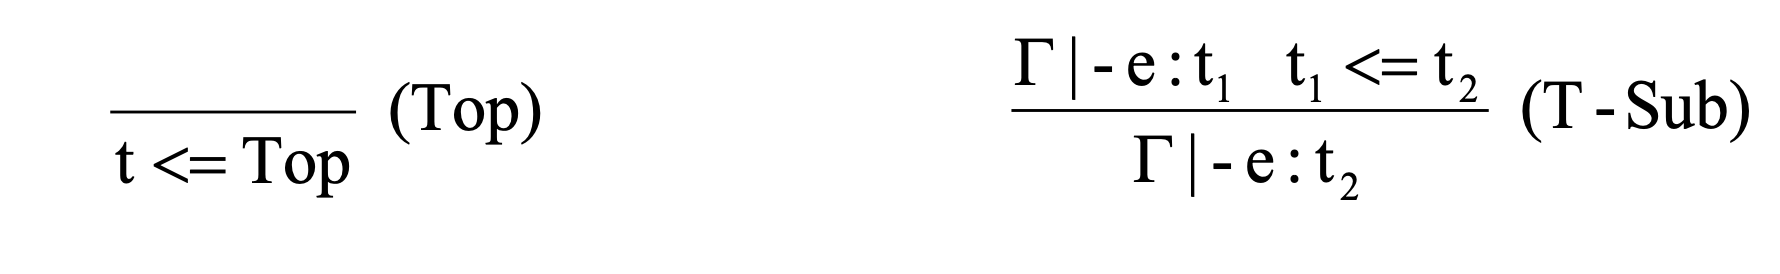 t <= Top (Top)
Γ |- e : t₁ t₁ <= t₂ (T - Sub)
Γ |- e : t₂